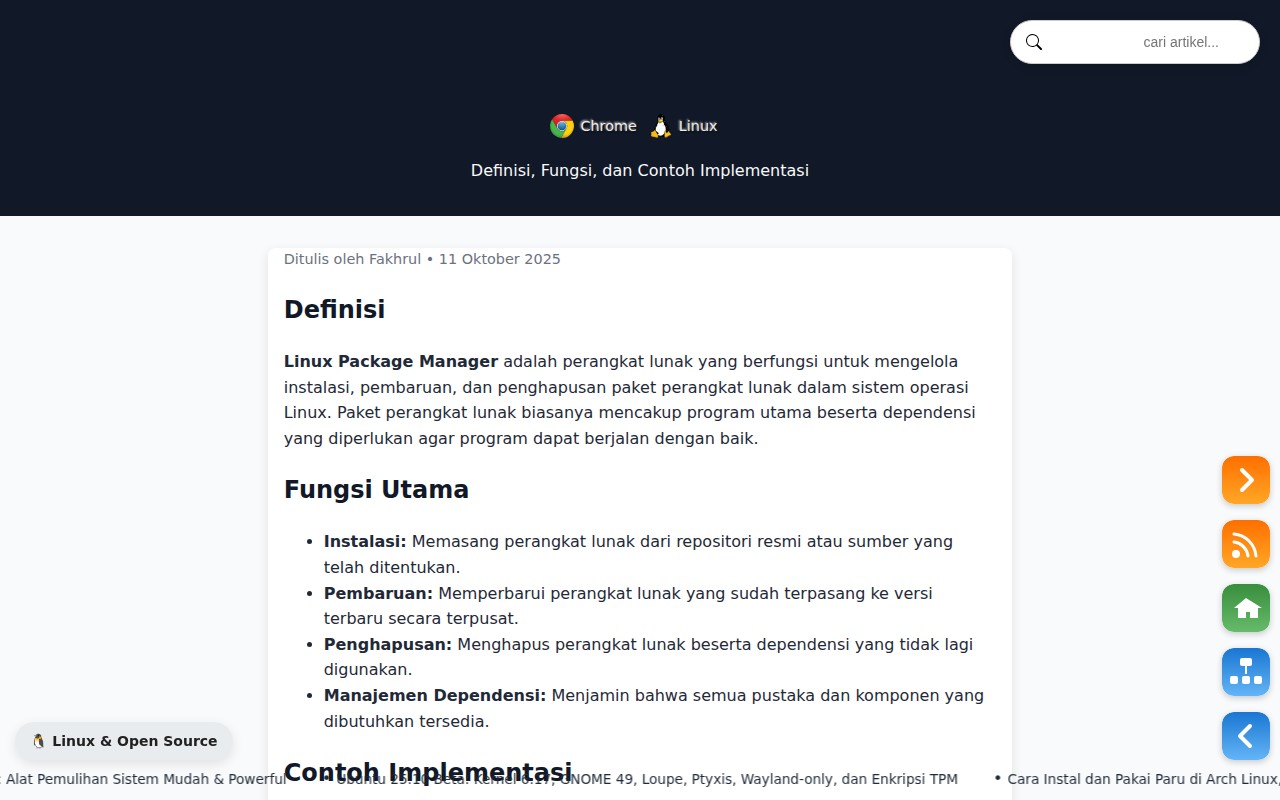 cari artikel...
Chrome Linux
Definisi, Fungsi, dan Contoh Implementasi
Ditulis oleh Fakhrul • 11 Oktober 2025
Definisi
Linux Package Manager adalah perangkat lunak yang berfungsi untuk mengelola
instalasi, pembaruan, dan penghapusan paket perangkat lunak dalam sistem operasi
Linux. Paket perangkat lunak biasanya mencakup program utama beserta dependensi
yang diperlukan agar program dapat berjalan dengan baik.
Fungsi Utama
• Instalasi: Memasang perangkat lunak dari repositori resmi atau sumber yang
telah ditentukan.
• Pembaruan: Memperbarui perangkat lunak yang sudah terpasang ke versi
terbaru secara terpusat.
• Penghapusan: Menghapus perangkat lunak beserta dependensi yang tidak lagi
digunakan.
• Manajemen Dependensi: Menjamin bahwa semua pustaka dan komponen yang
dibutuhkan tersedia.
Linux & Open Source
Contoh Implementasi
: Alat Pemulihan Sistem Mudah & Powerful • Ubuntu 25.10 Beta: Kernel 6.17, GNOME 49, Loupe, Ptyxis, Wayland-only, dan Enkripsi TPM • Cara Instal dan Pakai Paru di Arch Linux,